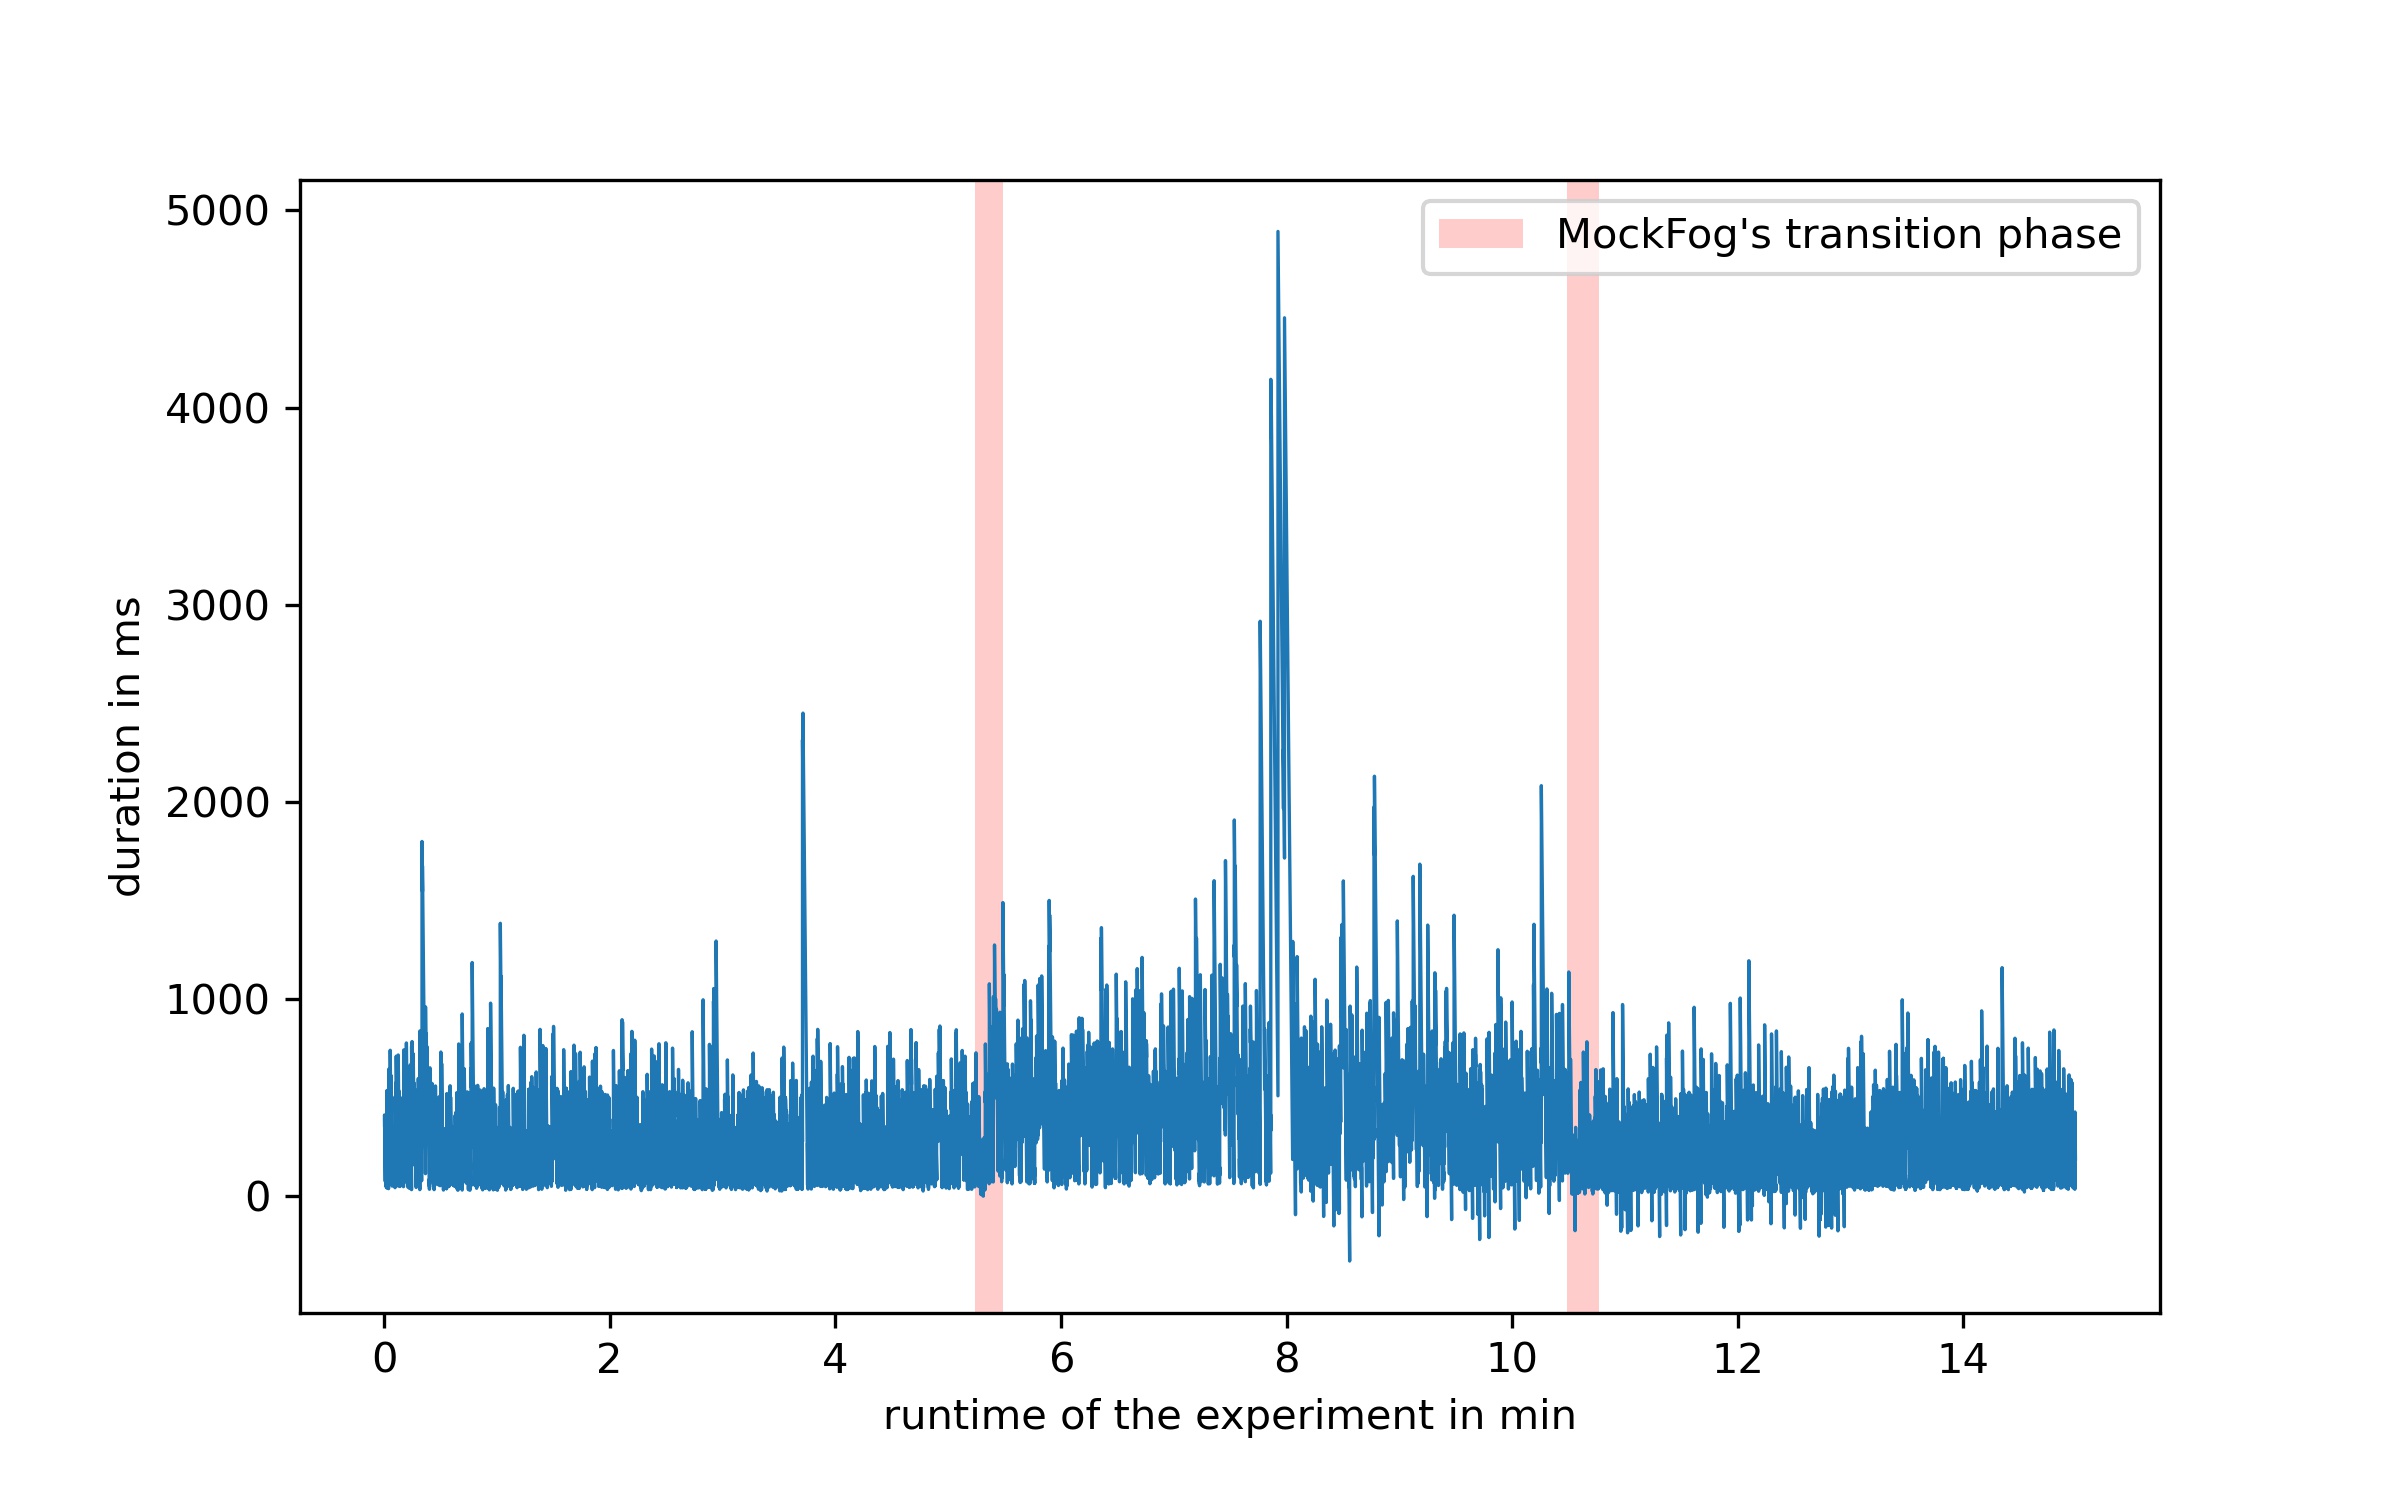 MockFog's transition phase
5000
4000
3000
2000
1000
0
duration in ms
0 2 4 6 8 10 12 14
runtime of the experiment in min